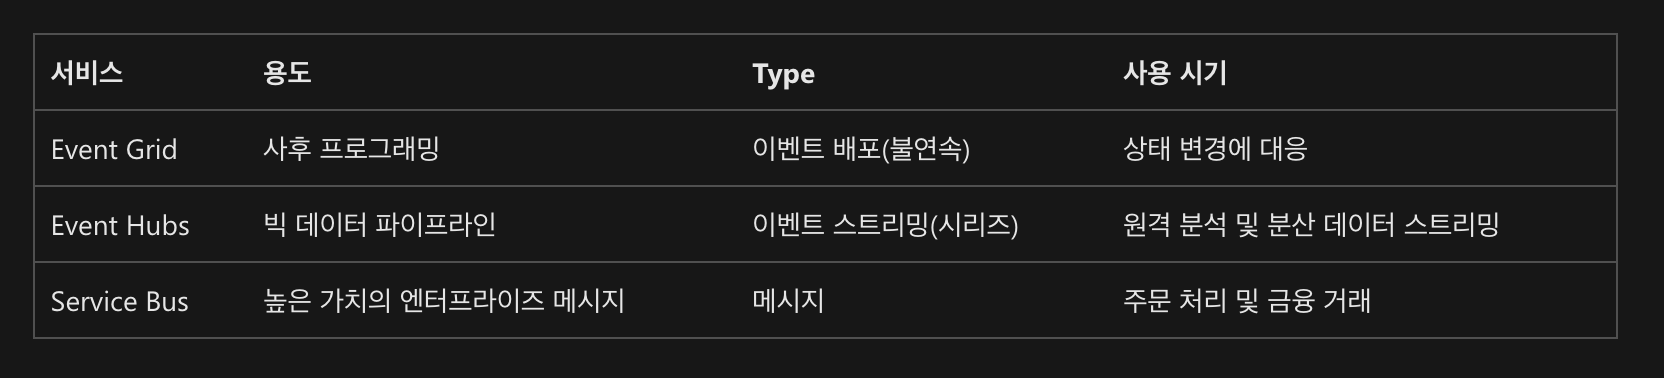 서비스 용도 Type 사용 시기
Event Grid 사후 프로그래밍 이벤트 배포(불연속) 상태 변경에 대응
Event Hubs 빅 데이터 파이프라인 이벤트 스트리밍(시리즈) 원격 분석 및 분산 데이터 스트리밍
Service Bus 높은 가치의 엔터프라이즈 메시지 메시지 주문 처리 및 금융 거래